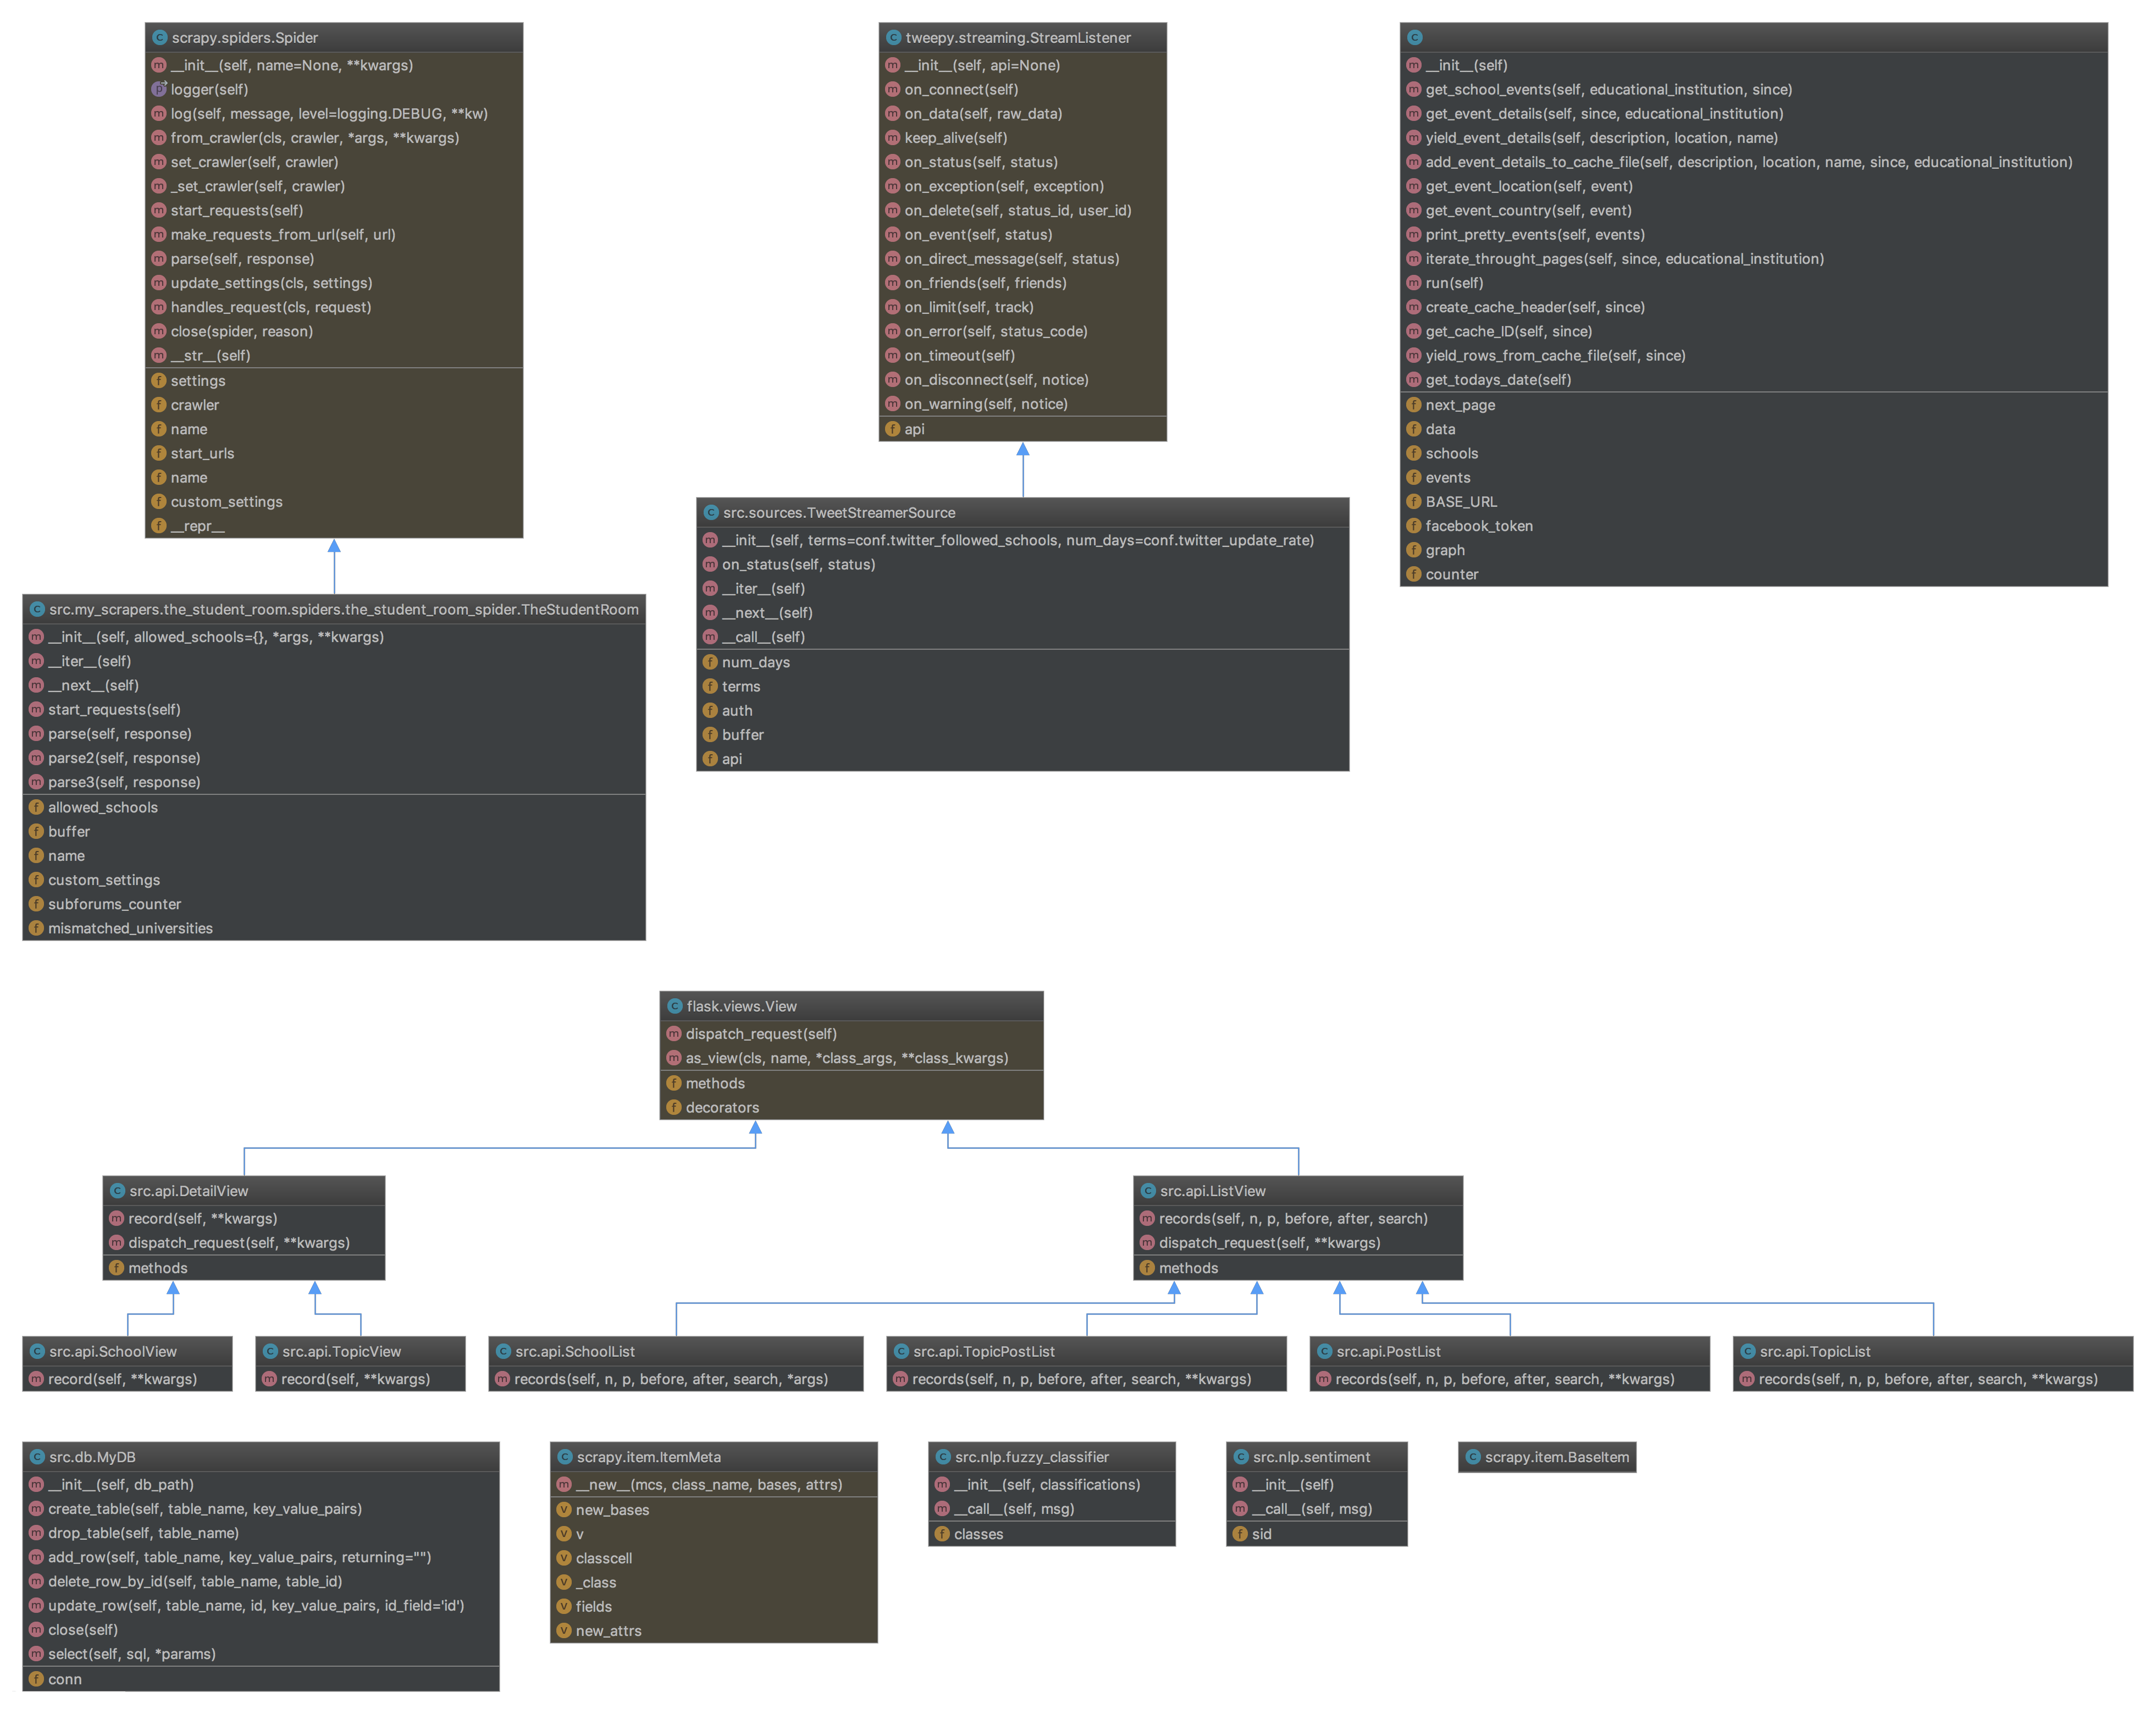 scrapy.spiders.Spider
__init__(self, name=None, **kwargs)
logger(self)
log(self, message, level=logging.DEBUG, **kw)
from_crawler(cls, crawler, *args, **kwargs)
set_crawler(self, crawler)
_set_crawler(self, crawler)
start_requests(self)
make_requests_from_url(self, url)
parse(self, response)
update_settings(cls, settings)
handles_request(cls, request)
close(spider, reason)
__str__(self)
settings
crawler
name
start_urls
name
custom_settings
__repr__
tweepy.streaming.StreamListener
__init__(self, api=None)
on_connect(self)
on_data(self, raw_data)
keep_alive(self)
on_status(self, status)
on_exception(self, exception)
on_delete(self, status_id, user_id)
on_event(self, status)
on_direct_message(self, status)
on_friends(self, friends)
on_limit(self, track)
on_error(self, status_code)
on_timeout(self)
on_disconnect(self, notice)
on_warning(self, notice)
api
__init__(self)
get_school_events(self, educational_institution, since)
get_event_details(self, since, educational_institution)
yield_event_details(self, description, location, name)
add_event_details_to_cache_file(self, description, location, name, since, educational_institution)
get_event_location(self, event)
get_event_country(self, event)
print_pretty_events(self, events)
iterate_throught_pages(self, since, educational_institution)
run(self)
create_cache_header(self, since)
get_cache_ID(self, since)
yield_rows_from_cache_file(self, since)
get_todays_date(self)
next_page
data
schools
events
BASE_URL
facebook_token
graph
counter
src.my_scrapers.the_student_room.spiders.the_student_room_spider.TheStudentRoom
__init__(self, allowed_schools={}, *args, **kwargs)
__iter__(self)
__next__(self)
start_requests(self)
parse(self, response)
parse2(self, response)
parse3(self, response)
allowed_schools
buffer
name
custom_settings
subforums_counter
mismatched_universities
src.sources.TweetStreamerSource
__init__(self, terms=conf.twitter_followed_schools, num_days=conf.twitter_update_rate)
on_status(self, status)
__iter__(self)
__next__(self)
__call__(self)
num_days
terms
auth
buffer
api
flask.views.View
dispatch_request(self)
as_view(cls, name, *class_args, **class_kwargs)
methods
decorators
src.api.DetailView
record(self, **kwargs)
dispatch_request(self, **kwargs)
methods
src.api.ListView
records(self, n, p, before, after, search)
dispatch_request(self, **kwargs)
methods
src.api.SchoolView
record(self, **kwargs)
src.api.TopicView
record(self, **kwargs)
src.api.SchoolList
records(self, n, p, before, after, search, *args)
src.api.TopicPostList
records(self, n, p, before, after, search, **kwargs)
src.api.PostList
records(self, n, p, before, after, search, **kwargs)
src.api.TopicList
records(self, n, p, before, after, search, **kwargs)
src.db.MyDB
__init__(self, db_path)
create_table(self, table_name, key_value_pairs)
drop_table(self, table_name)
add_row(self, table_name, key_value_pairs, returning="")
delete_row_by_id(self, table_name, table_id)
update_row(self, table_name, id, key_value_pairs, id_field='id')
close(self)
select(self, sql, *params)
conn
scrapy.item.ItemMeta
__new__(mcs, class_name, bases, attrs)
new_bases
v
classcell
_class
fields
new_attrs
src.nlp.fuzzy_classifier
__init__(self, classifications)
__call__(self, msg)
classes
src.nlp.sentiment
__init__(self)
__call__(self, msg)
sid
scrapy.item.BaseItem